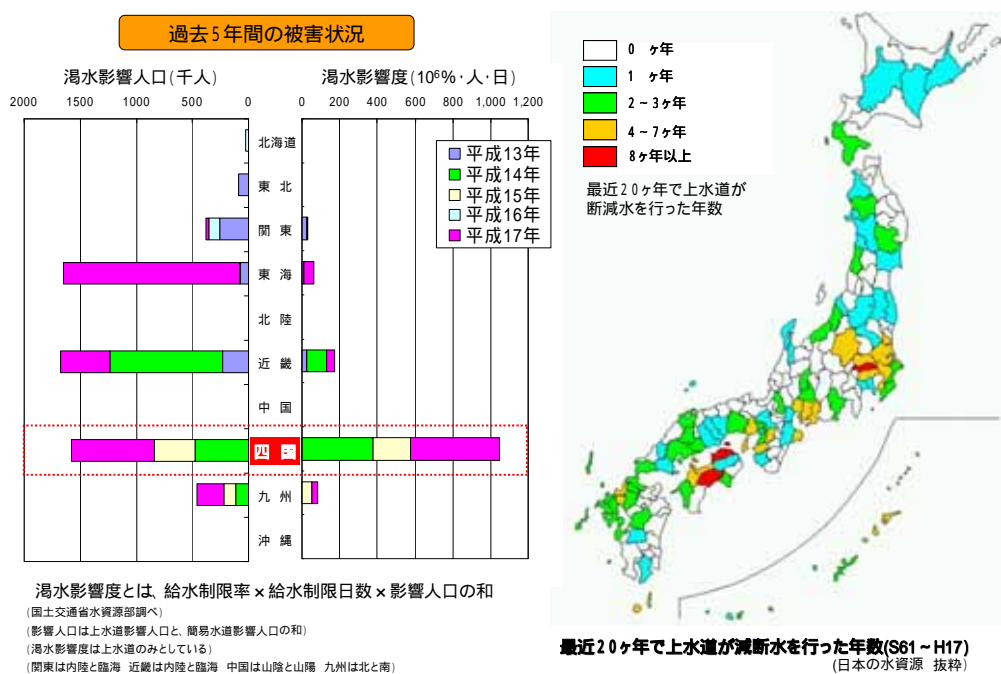 過去5年間の被害状況
渇水影響人口(千人)
渇水影響度(10⁶%・人・日)
2000 1500 1000 500 0
0 200 400 600 800 1,000 1,200
北海道
東北
関東
東海
北陸
近畿
中国
四国
九州
沖縄
平成13年
平成14年
平成15年
平成16年
平成17年
渇水影響度とは、給水制限率×給水制限日数×影響人口の和
(国土交通省水資源部調べ)
(影響人口は上水道影響人口と、簡易水道影響人口の和)
(渇水影響度は上水道のみとしている)
(関東は内陸と臨海 近畿は内陸と臨海 中国は山陰と山陽 九州は北と南)
0 ヶ年
1 ヶ年
2~3ヶ年
4~7ヶ年
8ヶ年以上
最近20ヶ年で上水道が
断減水を行った年数
最近20ヶ年で上水道が減断水を行った年数(S61~H17)
(日本の水資源 抜粋)